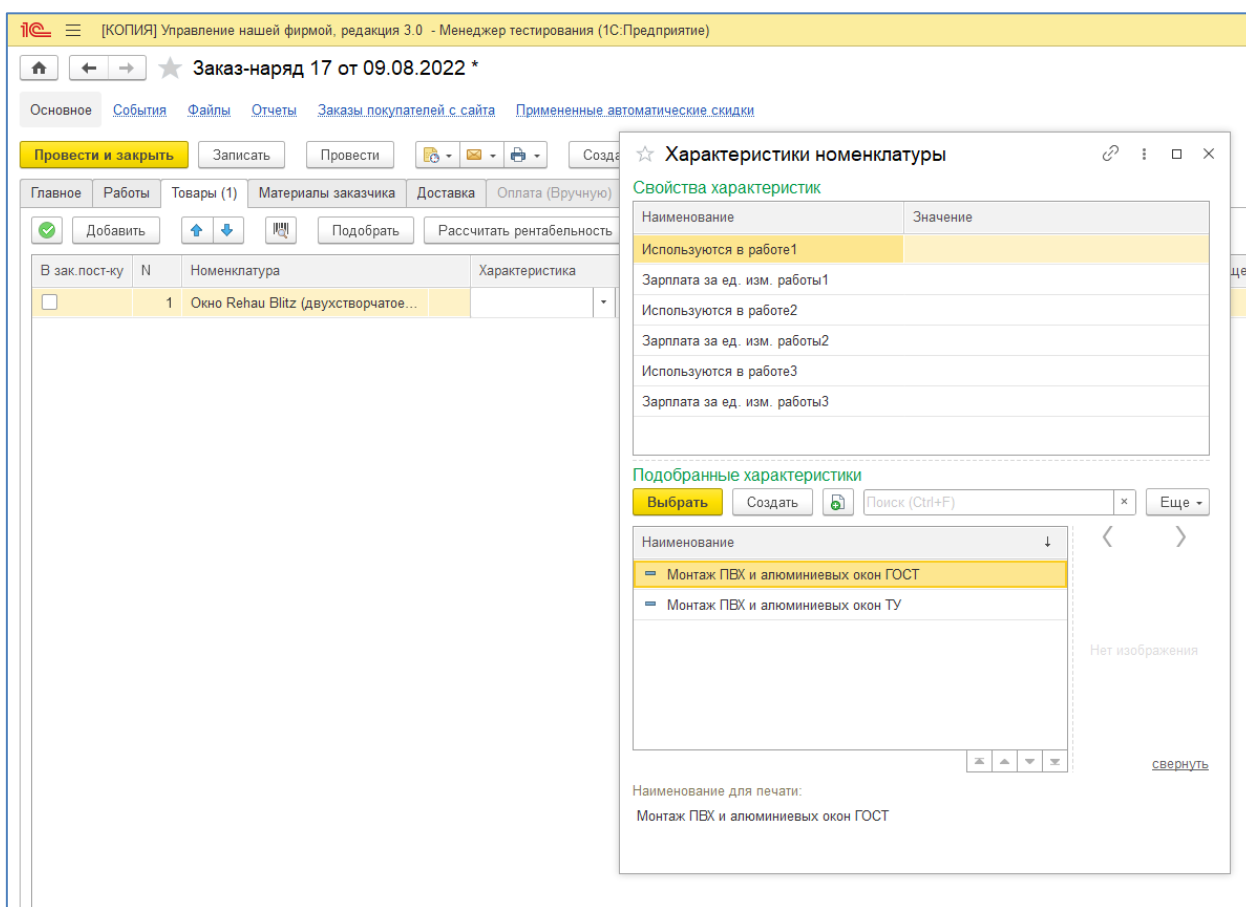 1С [КОПИЯ] Управление нашей фирмой, редакция 3.0 - Менеджер тестирования (1С:Предприятие)
Заказ-наряд 17 от 09.08.2022 *
Основное События Файлы Отчеты Заказы покупателей с сайта Примененные автоматические скидки
Провести и закрыть Записать Провести
Главное Работы Товары (1) Материалы заказчика Доставка Оплата (Вручную)
Добавить Подобрать Рассчитать рентабельность
В зак.пост-ку N Номенклатура Характеристика
1 Окно Rehau Blitz (двухстворчатое...
Характеристики номенклатуры
Свойства характеристик
Наименование Значение
Используются в работе1
Зарплата за ед. изм. работы1
Используются в работе2
Зарплата за ед. изм. работы2
Используются в работе3
Зарплата за ед. изм. работы3
Подобранные характеристики
Выбрать Создать Поиск (Ctrl+F) × Еще
Наименование ↓
Монтаж ПВХ и алюминиевых окон ГОСТ
Монтаж ПВХ и алюминиевых окон ТУ
Нет изображения
свернуть
Наименование для печати:
Монтаж ПВХ и алюминиевых окон ГОСТ